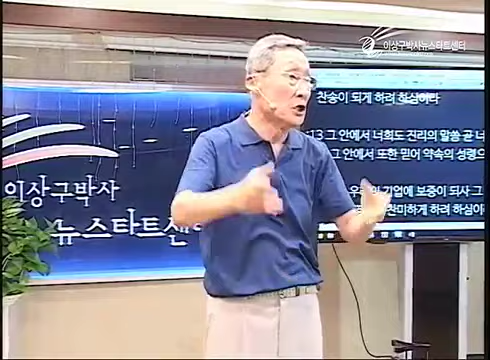 이상구박사뉴스타트센터
찬송이 되게 하려 하심이라
13 그 안에서 너희도 진리의 말씀 곧
그 안에서 또한 믿어 약속의 성령으
기업에 보증이 되사 그
찬미하게 하려 하심이
이상구박사
뉴스타트센